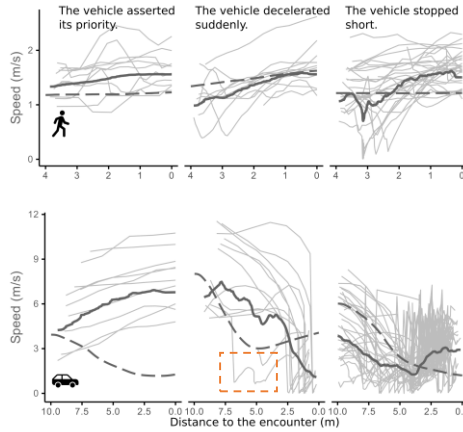 The vehicle asserted its priority.
The vehicle decelerated suddenly.
The vehicle stopped short.
Speed (m/s)
2
1
0
4 3 2 1 0
4 3 2 1 0
4 3 2 1 0
Speed (m/s)
12
9
6
3
0
10.0 7.5 5.0 2.5 0.0
10.0 7.5 5.0 2.5 0.0
10.0 7.5 5.0 2.5 0.0
Distance to the encounter (m)